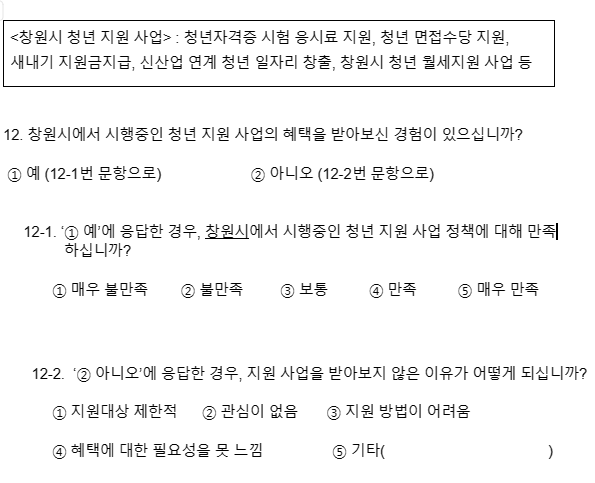 <창원시 청년 지원 사업> : 청년자격증 시험 응시료 지원, 청년 면접수당 지원,
새내기 지원금지급, 신산업 연계 청년 일자리 창출, 창원시 청년 월세지원 사업 등
12. 창원시에서 시행중인 청년 지원 사업의 혜택을 받아보신 경험이 있으십니까?
① 예 (12-1번 문항으로) ② 아니오 (12-2번 문항으로)
12-1. ‘① 예’에 응답한 경우, 창원시에서 시행중인 청년 지원 사업 정책에 대해 만족
하십니까?
① 매우 불만족 ② 불만족 ③ 보통 ④ 만족 ⑤ 매우 만족
12-2. ‘② 아니오’에 응답한 경우, 지원 사업을 받아보지 않은 이유가 어떻게 되십니까?
① 지원대상 제한적 ② 관심이 없음 ③ 지원 방법이 어려움
④ 혜택에 대한 필요성을 못 느낌 ⑤ 기타( )